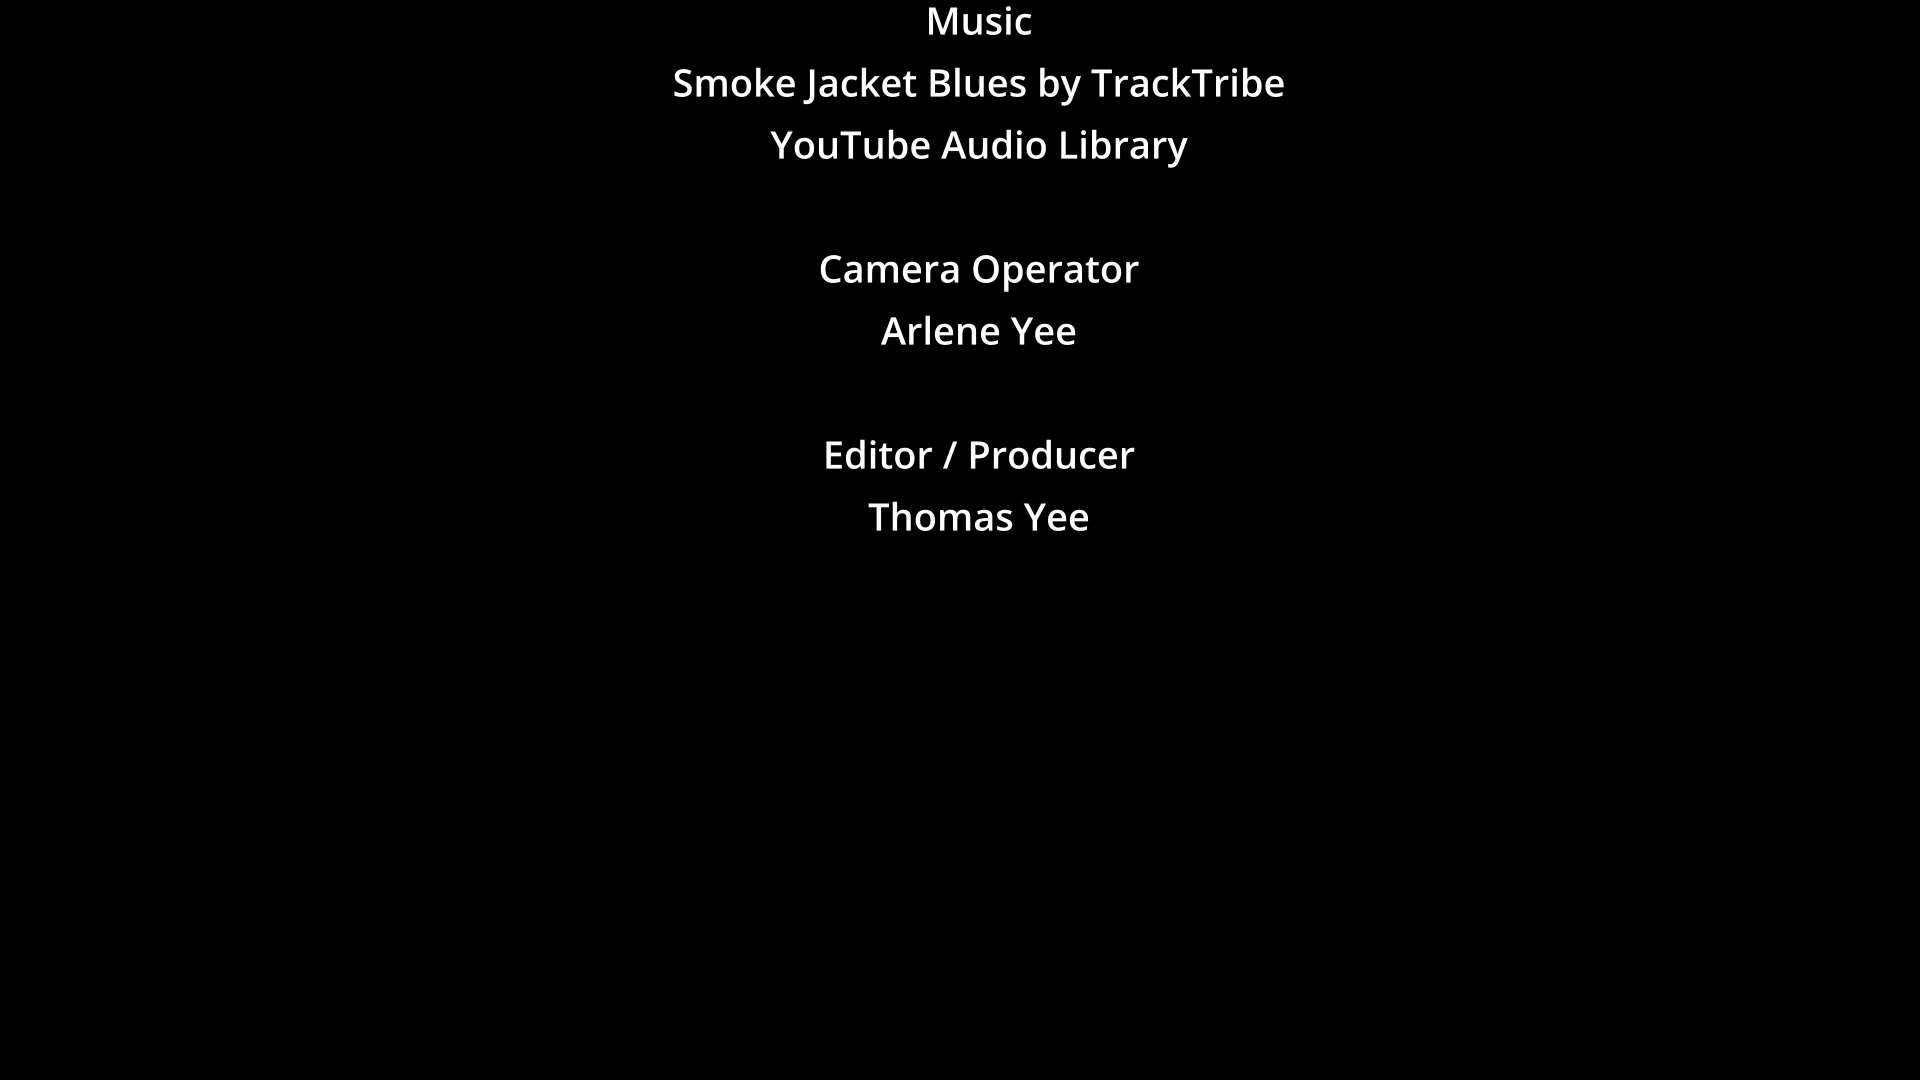 Music
Smoke Jacket Blues by TrackTribe
YouTube Audio Library
Camera Operator
Arlene Yee
Editor / Producer
Thomas Yee